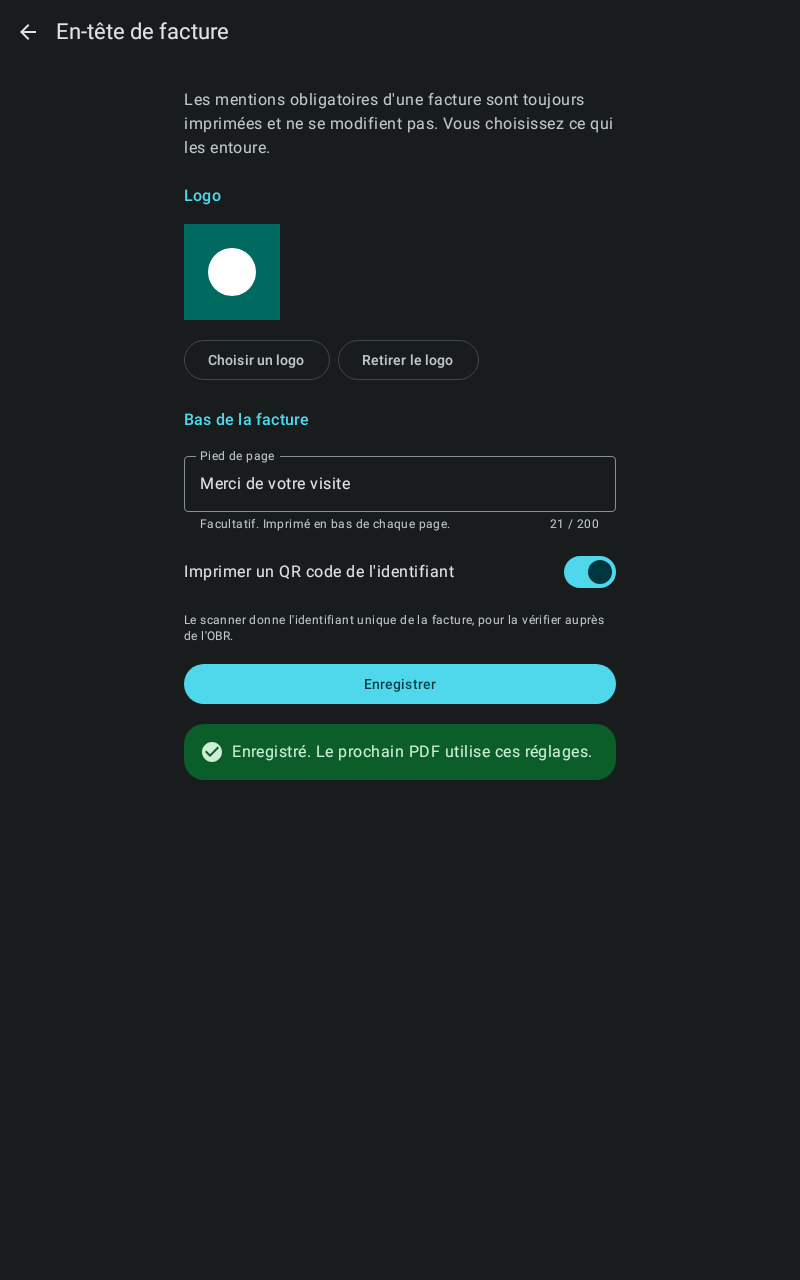 En-tête de facture
Les mentions obligatoires d'une facture sont toujours
imprimées et ne se modifient pas. Vous choisissez ce qui
les entoure.
Logo
Choisir un logo
Retirer le logo
Bas de la facture
Pied de page
Merci de votre visite
Facultatif. Imprimé en bas de chaque page.
21 / 200
Imprimer un QR code de l'identifiant
Le scanner donne l'identifiant unique de la facture, pour la vérifier auprès
de l'OBR.
Enregistrer
Enregistré. Le prochain PDF utilise ces réglages.